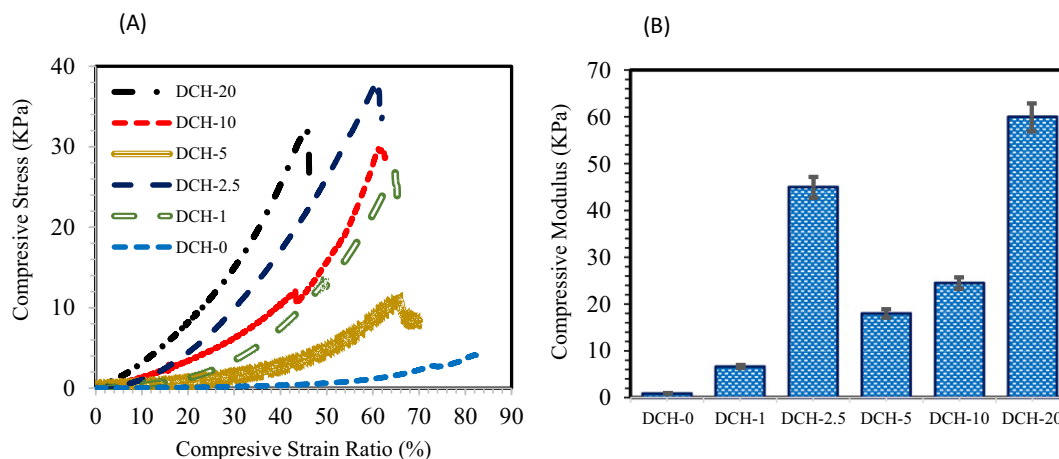 (A)
40
30
20
10
0
Compresive Stress (KPa)
DCH-20
DCH-10
DCH-5
DCH-2.5
DCH-1
DCH-0
0 10 20 30 40 50 60 70 80 90
Compresive Strain Ratio (%)
(B)
70
60
50
40
30
20
10
0
Compressive Modulus (KPa)
DCH-0 DCH-1 DCH-2.5 DCH-5 DCH-10 DCH-20